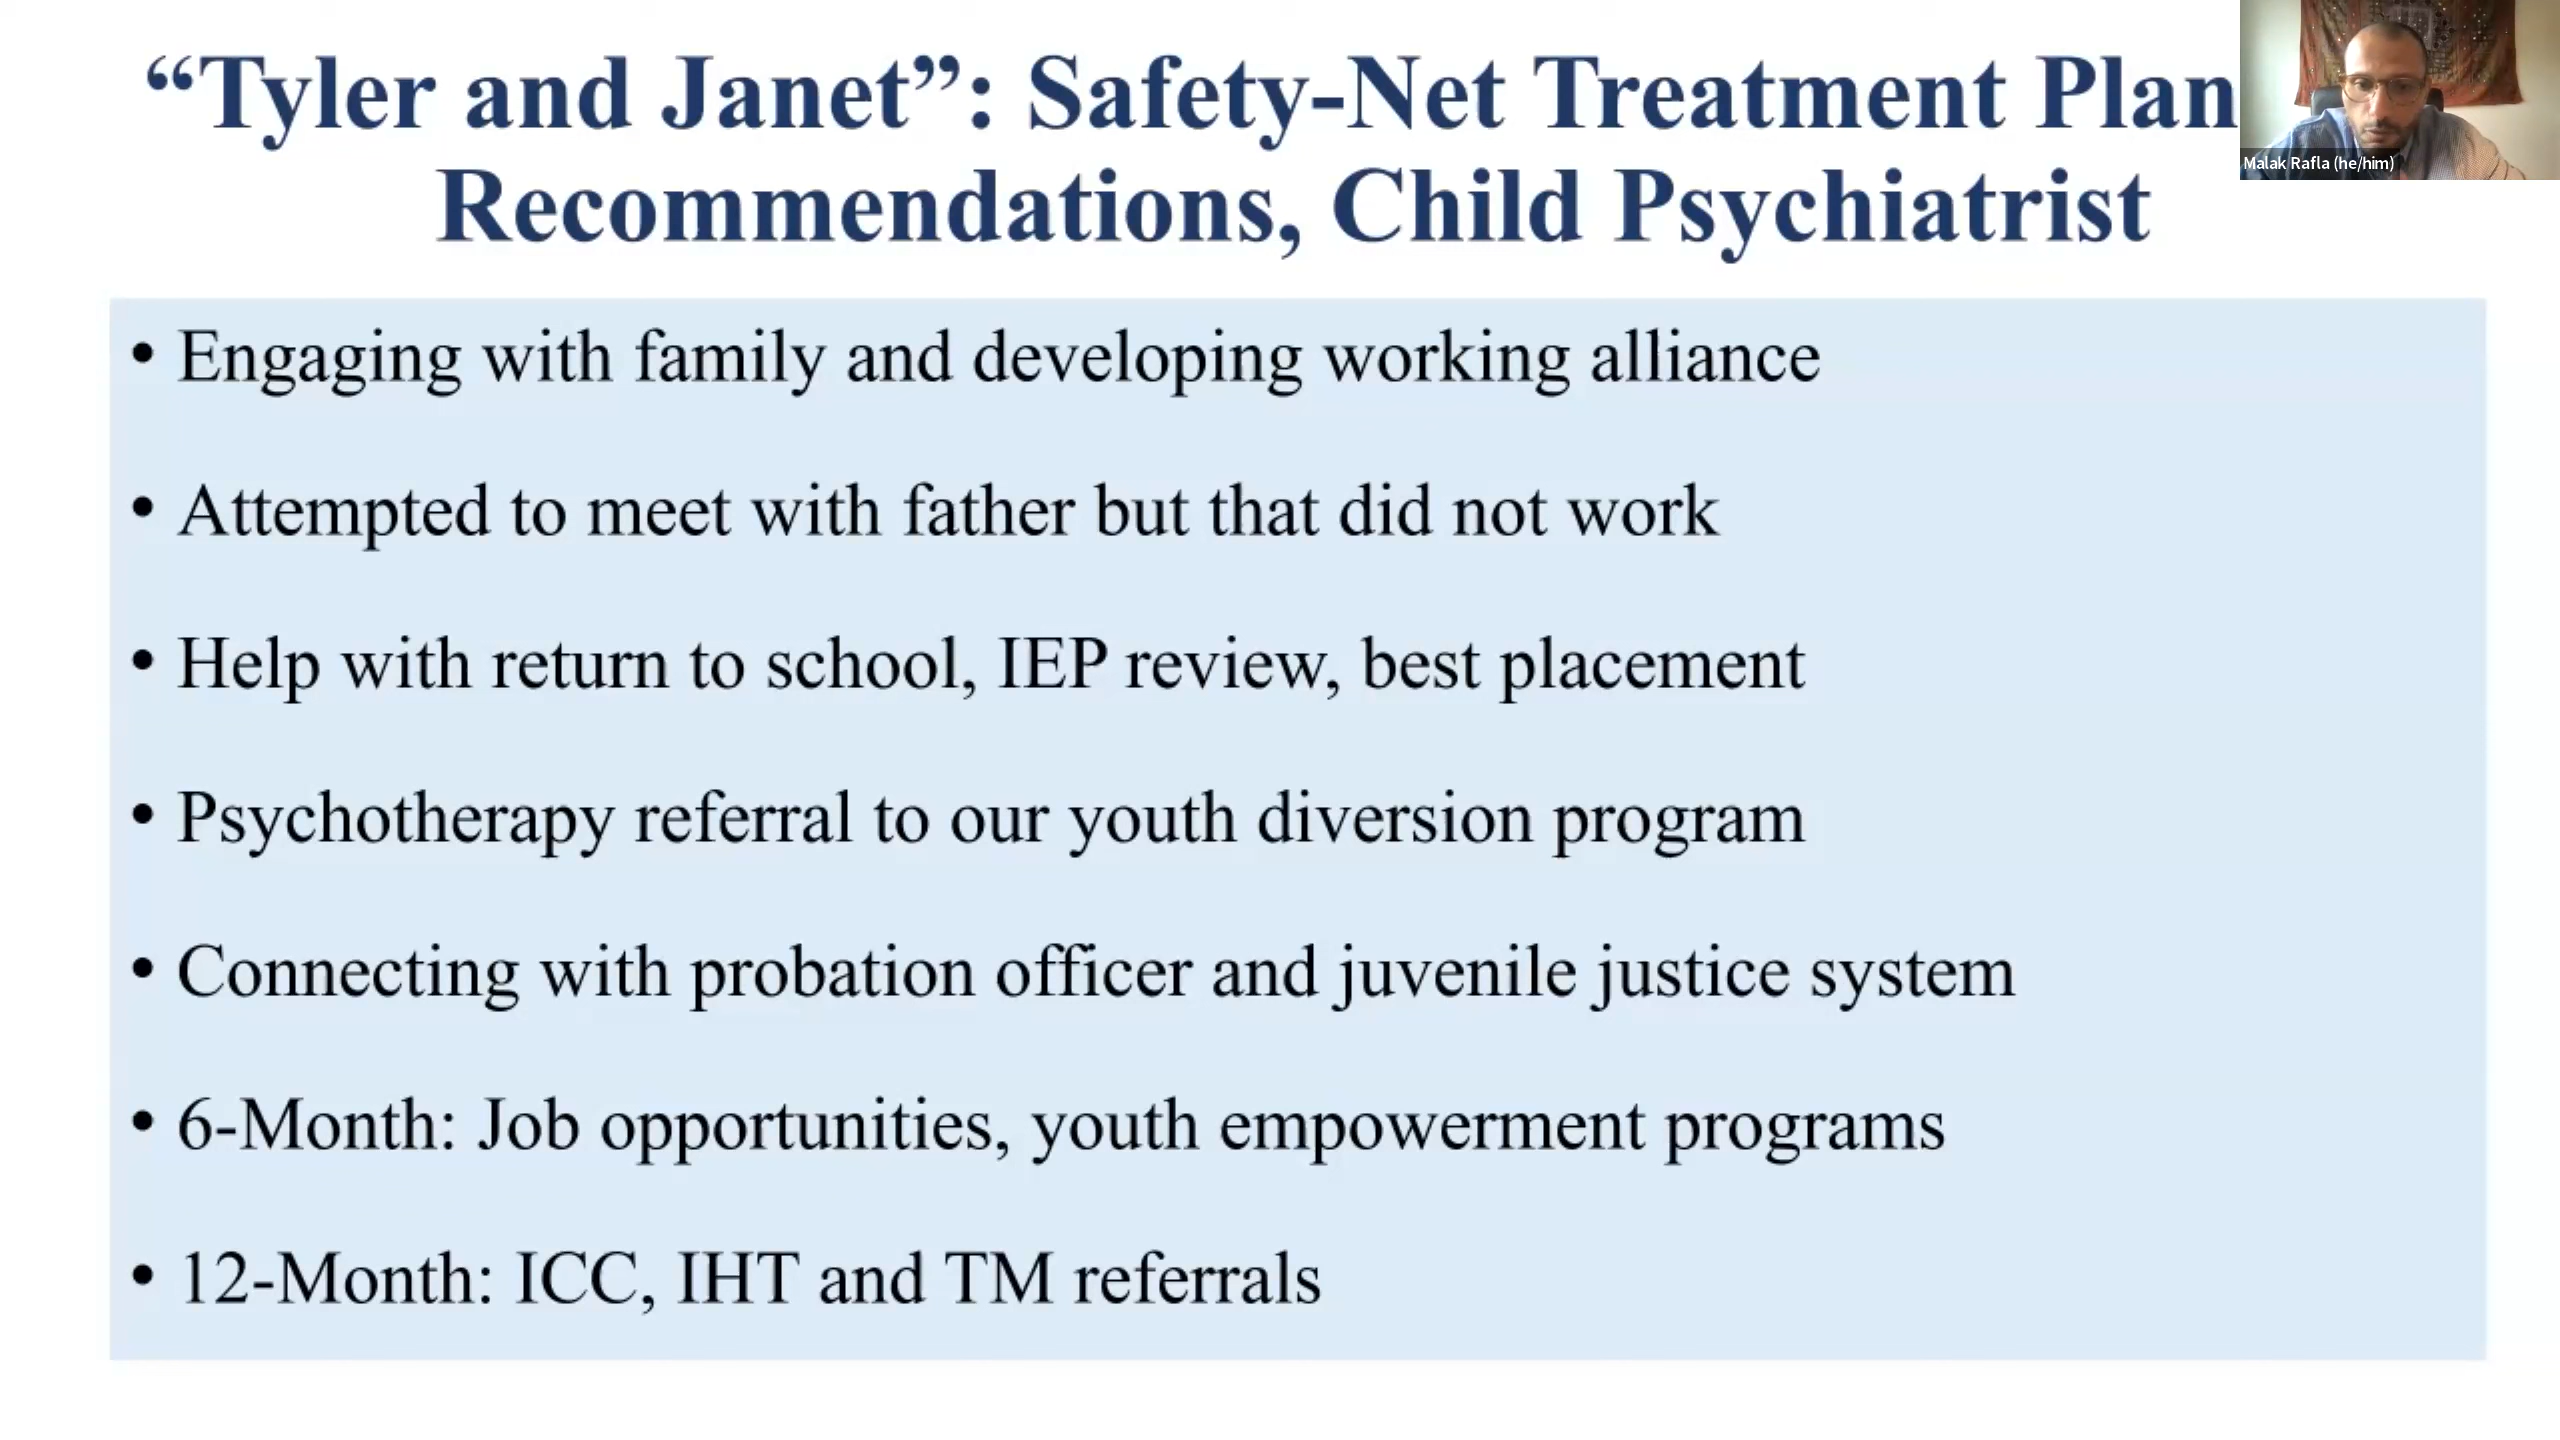 “Tyler and Janet”: Safety-Net Treatment Plan
Recommendations, Child Psychiatrist
Malak Rafla (he/him)
• Engaging with family and developing working alliance
• Attempted to meet with father but that did not work
• Help with return to school, IEP review, best placement
• Psychotherapy referral to our youth diversion program
• Connecting with probation officer and juvenile justice system
• 6-Month: Job opportunities, youth empowerment programs
• 12-Month: ICC, IHT and TM referrals